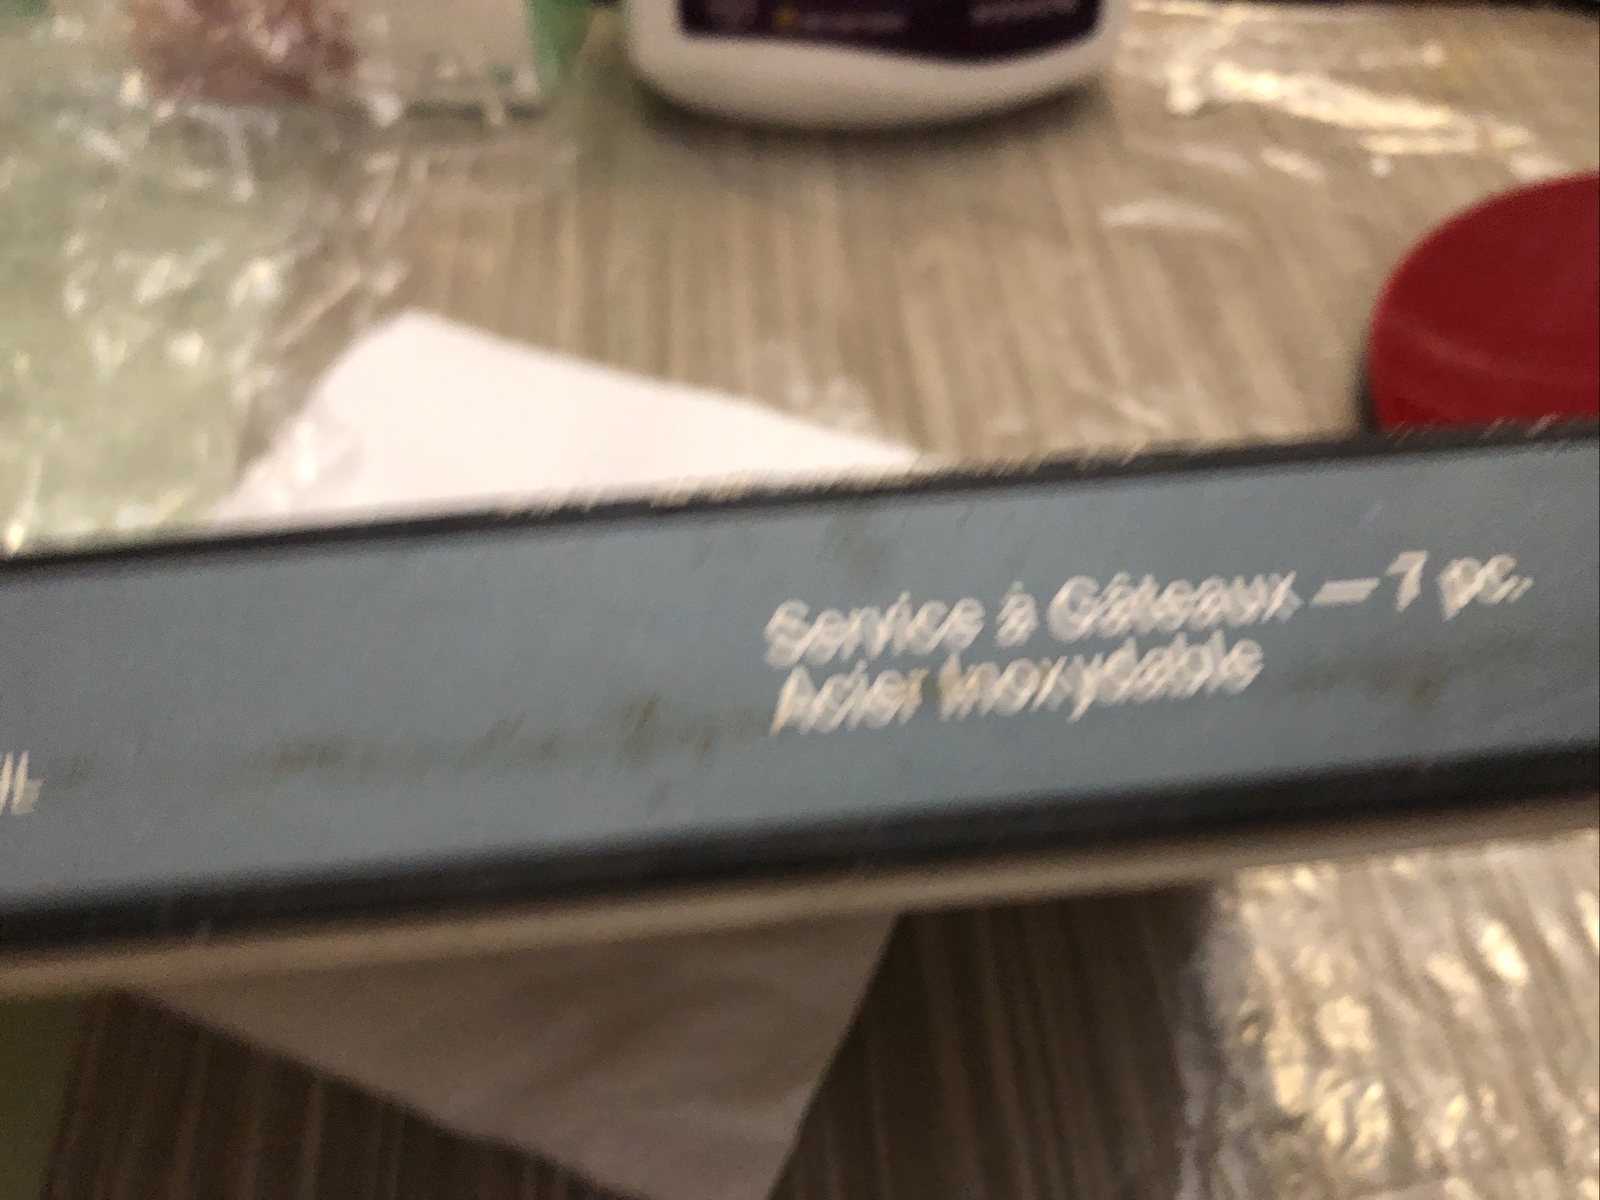 Service à Gâteaux — 7 pc.
Acier Inoxydable